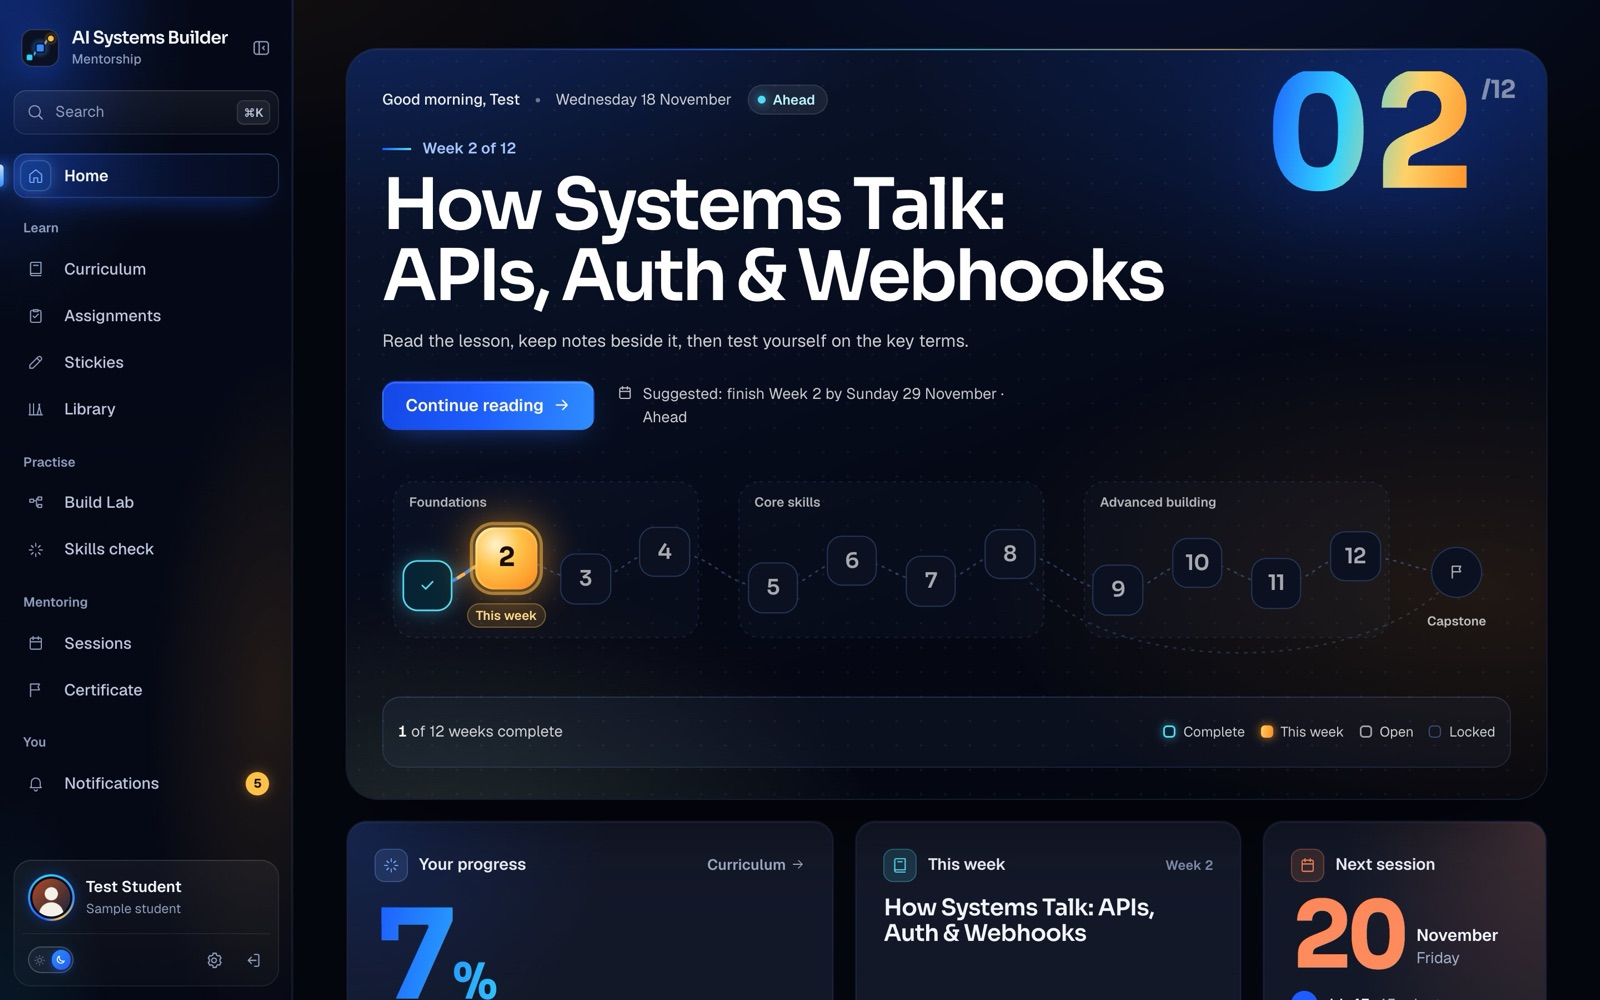 AI Systems Builder
Mentorship
Search
⌘K
Home
Learn
Curriculum
Assignments
Stickies
Library
Practise
Build Lab
Skills check
Mentoring
Sessions
Certificate
You
Notifications
5
Test Student
Sample student
Good morning, Test • Wednesday 18 November
Ahead
02 /12
Week 2 of 12
How Systems Talk:
APIs, Auth & Webhooks
Read the lesson, keep notes beside it, then test yourself on the key terms.
Continue reading →
Suggested: finish Week 2 by Sunday 29 November ·
Ahead
Foundations
2
This week
3
4
Core skills
5
6
7
8
Advanced building
9
10
11
12
Capstone
1 of 12 weeks complete
Complete
This week
Open
Locked
Your progress
Curriculum →
7%
This week
Week 2
How Systems Talk: APIs,
Auth & Webhooks
Next session
20
November
Friday